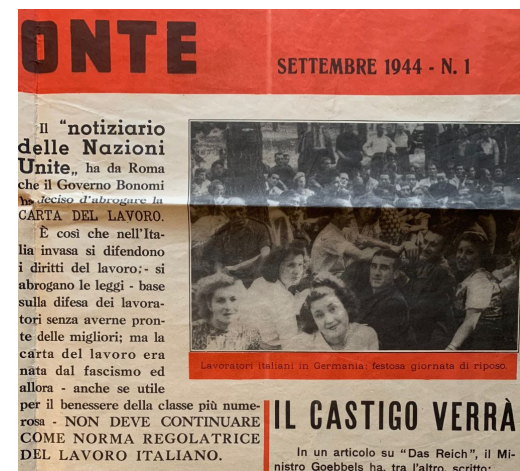 ONTE
SETTEMBRE 1944 - N. 1
Il "notiziario
delle Nazioni
Unite„ ha da Roma
che il Governo Bonomi
ha deciso d'abrogare la
CARTA DEL LAVORO.
È così che nell'Ita-
lia invasa si difendono
i diritti del lavoro; - si
abrogano le leggi - base
sulla difesa dei lavora-
tori senza averne pron-
te delle migliori; ma la
carta del lavoro era
nata dal fascismo ed
allora - anche se utile
per il benessere della classe più nume-
rosa - NON DEVE CONTINUARE
COME NORMA REGOLATRICE
DEL LAVORO ITALIANO.
Lavoratori italiani in Germania: festosa giornata di riposo.
IL CASTIGO VERRÀ
In un articolo su "Das Reich", il Mi-
nistro Goebbels ha, tra l'altro, scritto: